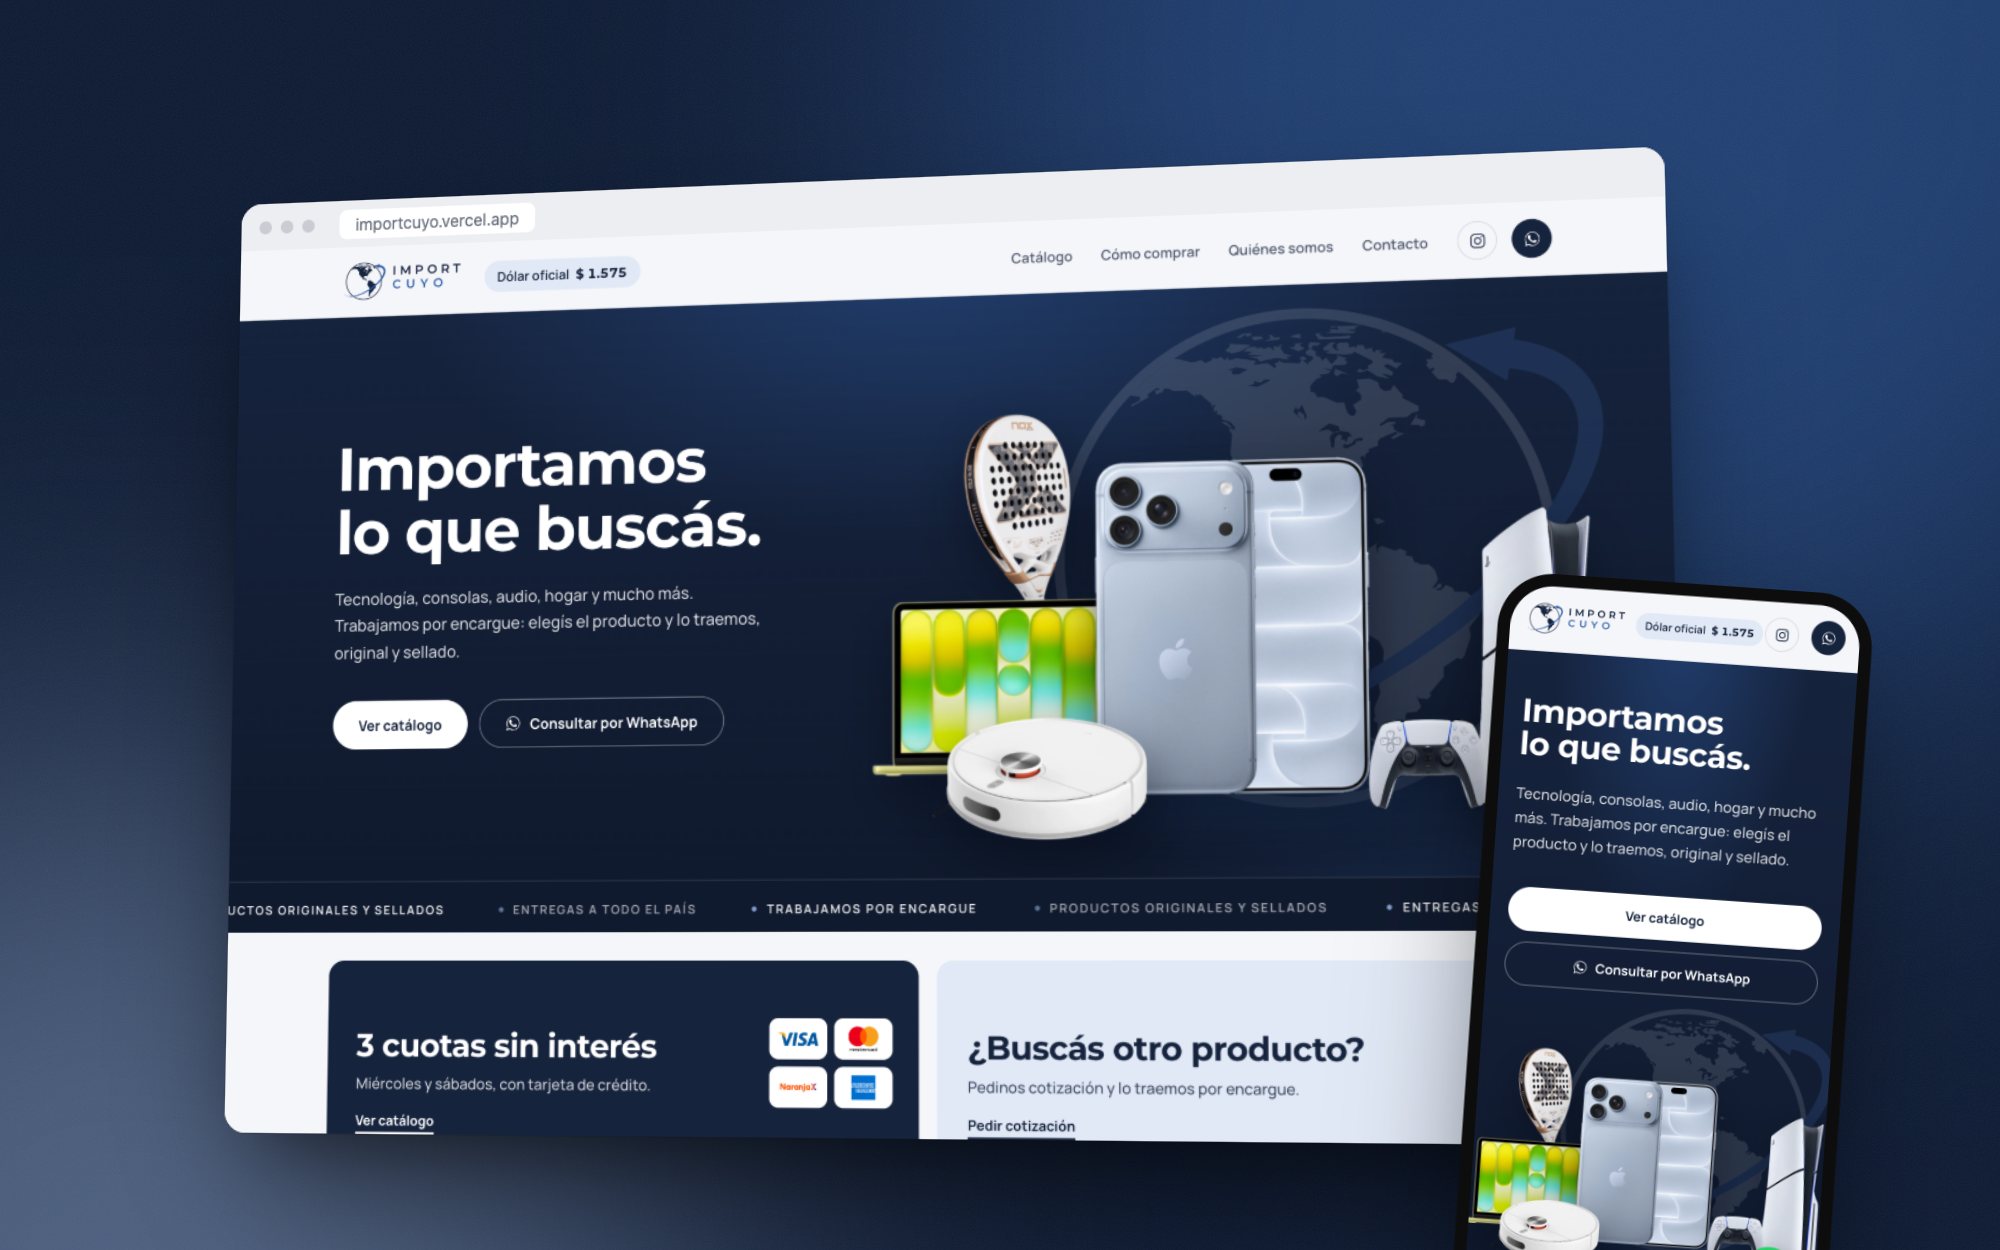 importcuyo.vercel.app
IMPORT
CUYO
Dólar oficial $ 1.575
Catálogo
Cómo comprar
Quiénes somos
Contacto
Importamos
lo que buscás.
Tecnología, consolas, audio, hogar y mucho más.
Trabajamos por encargue: elegís el producto y lo traemos,
original y sellado.
Ver catálogo
Consultar por WhatsApp
nox
UCTOS ORIGINALES Y SELLADOS
ENTREGAS A TODO EL PAÍS
TRABAJAMOS POR ENCARGUE
PRODUCTOS ORIGINALES Y SELLADOS
ENTREGAS
3 cuotas sin interés
Miércoles y sábados, con tarjeta de crédito.
Ver catálogo
VISA
mastercard
NaranjaX
¿Buscás otro producto?
Pedinos cotización y lo traemos por encargue.
Pedir cotización
IMPORT
CUYO
Dólar oficial $ 1.575
Importamos
lo que buscás.
Tecnología, consolas, audio, hogar y mucho
más. Trabajamos por encargue: elegís el
producto y lo traemos, original y sellado.
Ver catálogo
Consultar por WhatsApp